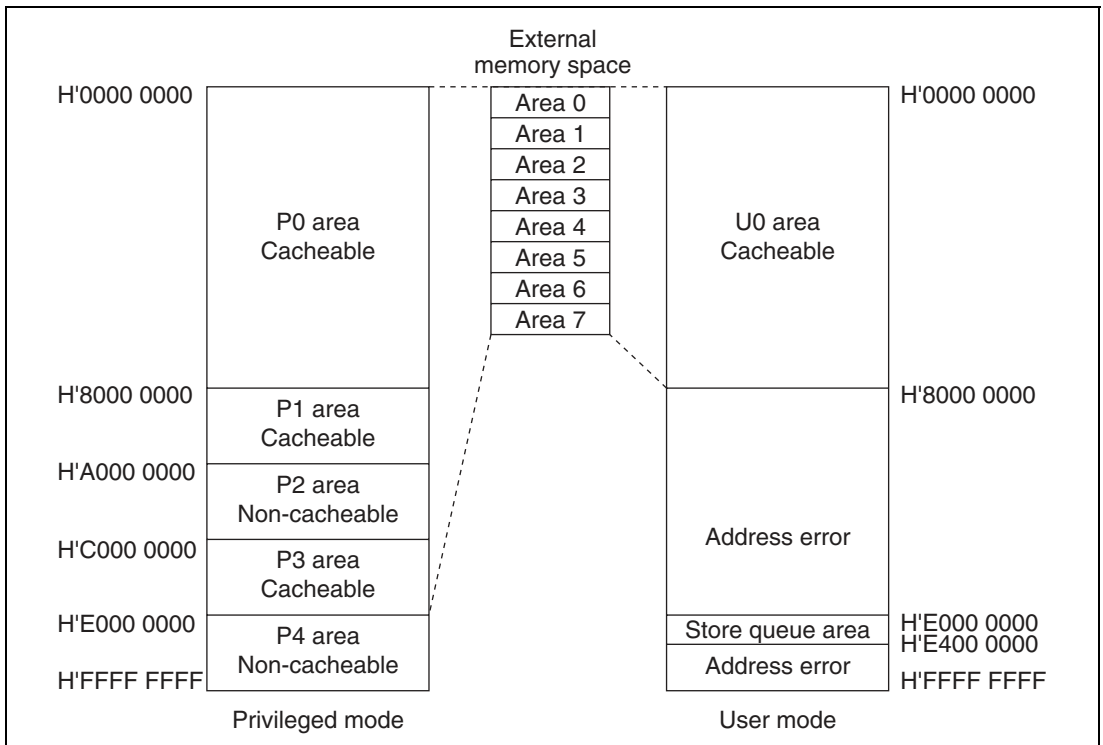 External
memory space
H'0000 0000
Area 0
H'0000 0000
Area 1
Area 2
Area 3
P0 area
Cacheable
Area 4
U0 area
Cacheable
Area 5
Area 6
Area 7
H'8000 0000
P1 area
Cacheable
H'8000 0000
H'A000 0000
P2 area
Non-cacheable
H'C000 0000
P3 area
Cacheable
Address error
H'E000 0000
P4 area
Non-cacheable
Store queue area
H'E000 0000
H'E400 0000
Address error
H'FFFF FFFF
H'FFFF FFFF
Privileged mode
User mode